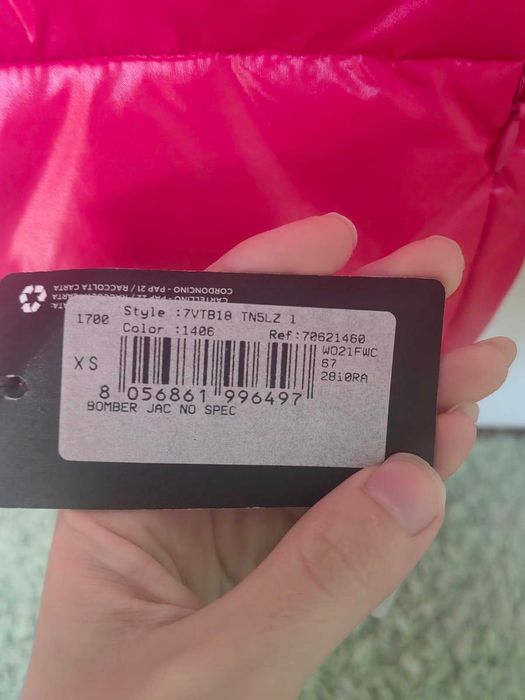 CORDONCINO - PAP 21 / RACCOLTA CARTA
1700 Style :7VTB18 TN5LZ 1
Color :1406 Ref:70621460
XS WO21FWC
67
2810RA
8 056861 996497
BOMBER JAC NO SPEC